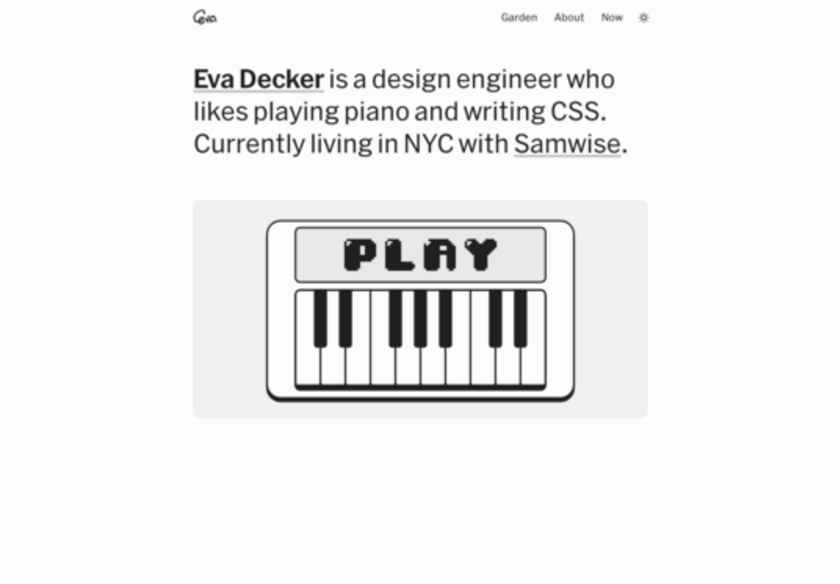 Eva
Garden About Now
Eva Decker is a design engineer who
likes playing piano and writing CSS.
Currently living in NYC with Samwise.
PLAY